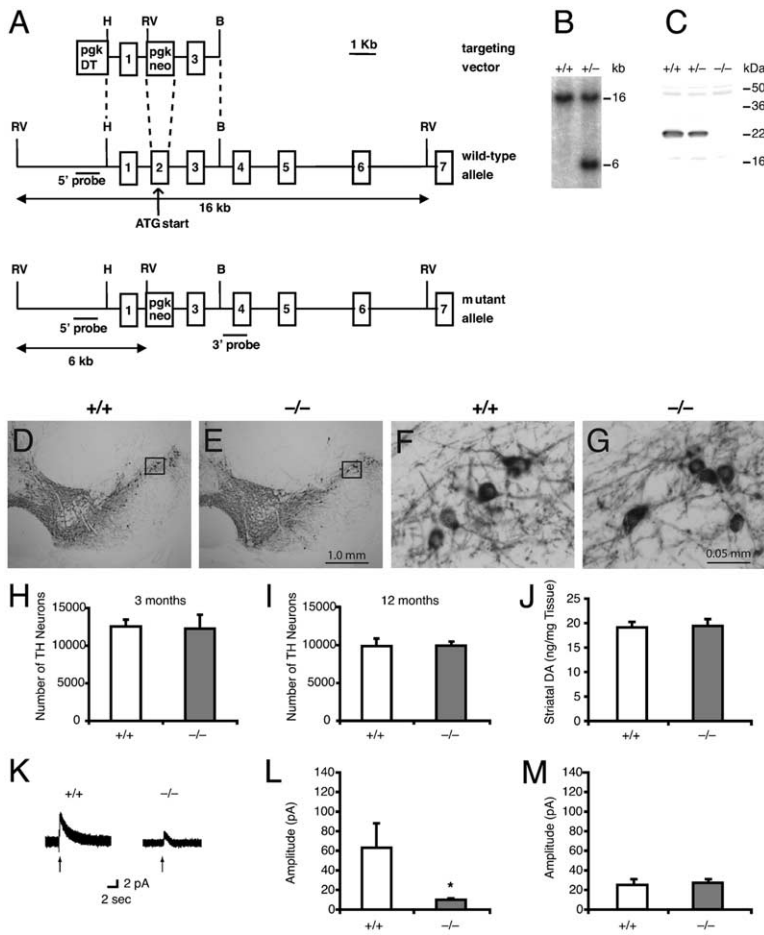 A
H RV B
pgk DT 1 pgk neo 3
1 Kb
targeting vector
RV H B RV
1 2 3 4 5 6 7
wild-type allele
5' probe
16 kb
ATG start
RV H RV B RV
1 pgk neo 3 4 5 6 7
mutant allele
5' probe
3' probe
6 kb
B
+/+ +/– kb
–16
–6
C
+/+ +/– –/– kDa
–50
–36
–22
–16
+/+ –/– +/+ –/–
D E F G
1.0 mm
0.05 mm
H
3 months
Number of TH Neurons
15000
10000
5000
0
+/+ –/–
I
12 months
Number of TH Neurons
15000
10000
5000
0
+/+ –/–
J
Striatal DA (ng/mg Tissue)
25
20
15
10
5
0
+/+ –/–
K
+/+ –/–
2 pA
2 sec
L
Amplitude (pA)
140
120
100
80
60
40
20
0
*
+/+ –/–
M
Amplitude (pA)
140
120
100
80
60
40
20
0
+/+ –/–